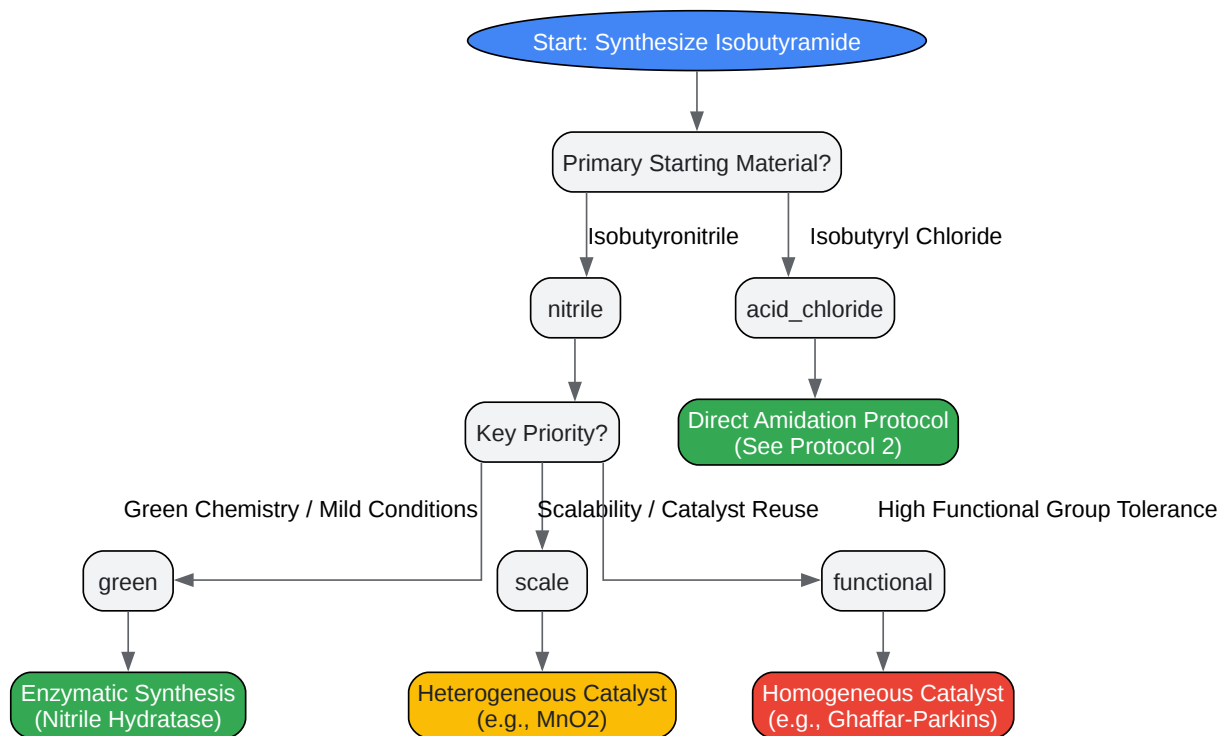 Start: Synthesize Isobutyramide
Primary Starting Material?
Isobutyronitrile
Isobutyryl Chloride
nitrile
acid_chloride
Key Priority?
Direct Amidation Protocol
(See Protocol 2)
Green Chemistry / Mild Conditions
Scalability / Catalyst Reuse
High Functional Group Tolerance
green
scale
functional
Enzymatic Synthesis
(Nitrile Hydratase)
Heterogeneous Catalyst
(e.g., MnO2)
Homogeneous Catalyst
(e.g., Ghaffar-Parkins)